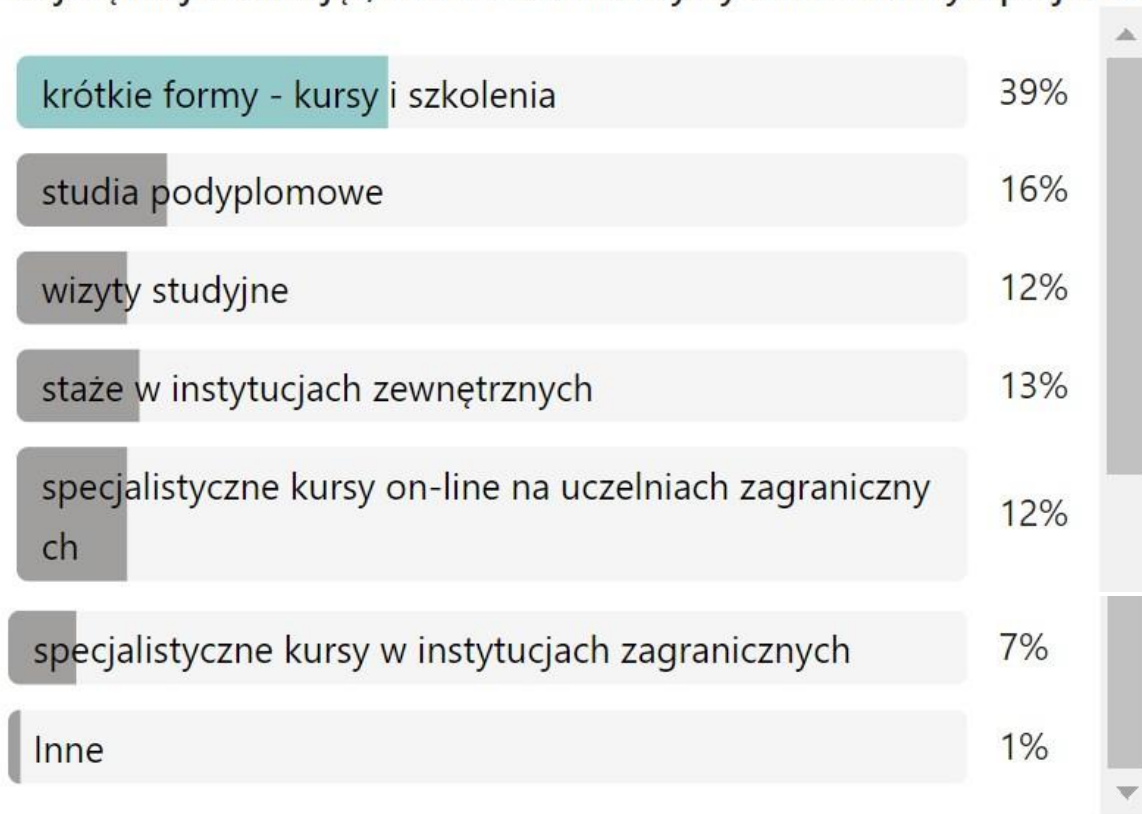 krótkie formy - kursy i szkolenia
39%
studia podyplomowe
16%
wizyty studyjne
12%
staże w instytucjach zewnętrznych
13%
specjalistyczne kursy on-line na uczelniach zagraniczny
ch
12%
specjalistyczne kursy w instytucjach zagranicznych
7%
Inne
1%